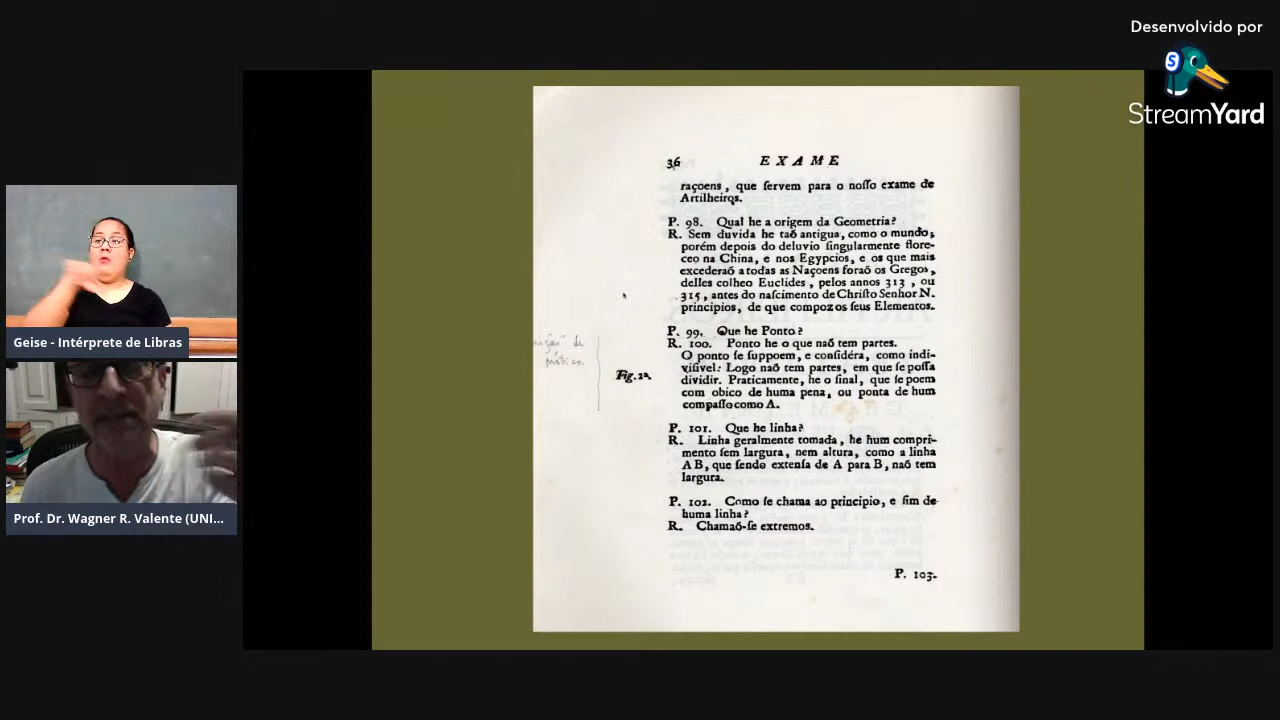 Desenvolvido por
StreamYard
Geise - Intérprete de Libras
Prof. Dr. Wagner R. Valente (UNI...
36 EXAME
raçoens, que ſervem para o noſſo exame de
Artilheiros.
P. 98. Qual he a origem da Geometria?
R. Sem duvida he taõ antigua, como o mundo,
porém depois do deluvio ſingularmente flore-
ceo na China, e nos Egypcios, e os que mais
excederaõ a todas as Naçoens foraõ os Gregos,
delles colheo Euclides, pelos annos 313, ou
315, antes do naſcimento de Chriſto Senhor N.
principios, de que compoz os ſeus Elementos.
P. 99. Que he Ponto?
R. 100. Ponto he o que naõ tem partes.
O ponto ſe ſuppoem, e conſidéra, como indi-
viſivel: Logo naõ tem partes, em que ſe poſſa
dividir. Praticamente, he o ſinal, que ſe poem
com obico de huma pena, ou ponta de hum
compaſſo como A.
de
Fig. 12.
P. 101. Que he linha?
R. Linha geralmente tomada, he hum compri-
mento ſem largura, nem altura, como a linha
A B, que ſendo extenſa de A para B, naõ tem
largura.
P. 102. Como ſe chama ao principio, e fim de
huma linha?
R. Chamaõ-ſe extremos.
P. 103.